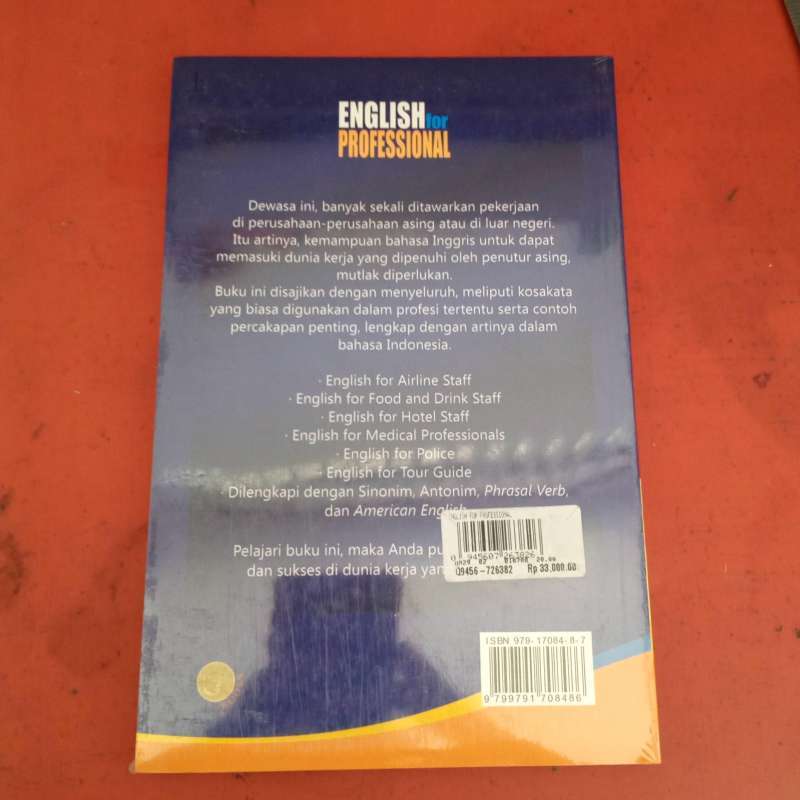 ENGLISH for
PROFESSIONAL
Dewasa ini, banyak sekali ditawarkan pekerjaan
di perusahaan-perusahaan asing atau di luar negeri.
Itu artinya, kemampuan bahasa Inggris untuk dapat
memasuki dunia kerja yang dipenuhi oleh penutur asing,
mutlak diperlukan.
Buku ini disajikan dengan menyeluruh, meliputi kosakata
yang biasa digunakan dalam profesi tertentu serta contoh
percakapan penting, lengkap dengan artinya dalam
bahasa Indonesia.
· English for Airline Staff
· English for Food and Drink Staff
· English for Hotel Staff
· English for Medical Professionals
· English for Police
· English for Tour Guide
· Dilengkapi dengan Sinonim, Antonim, Phrasal Verb,
dan American English
ENGLISH FOR PROFESSIONAL
0 945607 263826
09456-726382 Rp 33,000.00
Pelajari buku ini, maka Anda pu
dan sukses di dunia kerja yan
ISBN 979-17084-8-7
9 799791 708486